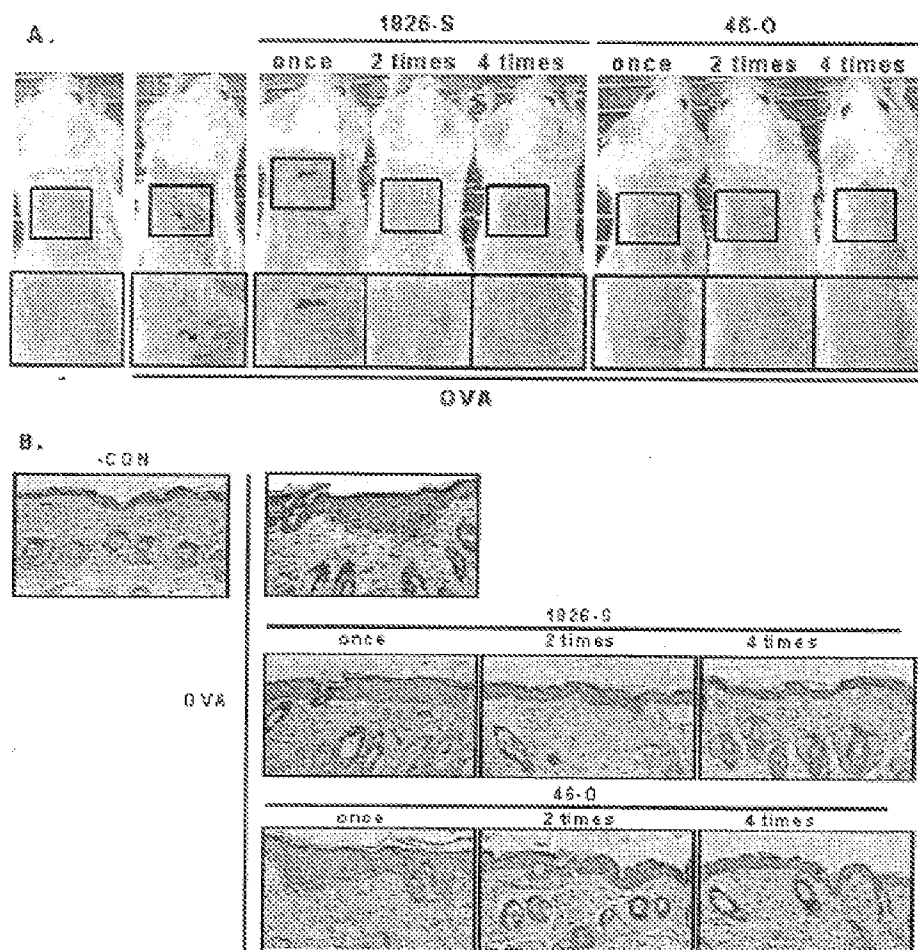 A.
1826-S 46-O
once 2 times 4 times once 2 times 4 times
OVA
B.
-CON
1826-S
once 2 times 4 times
OVA
46-O
once 2 times 4 times